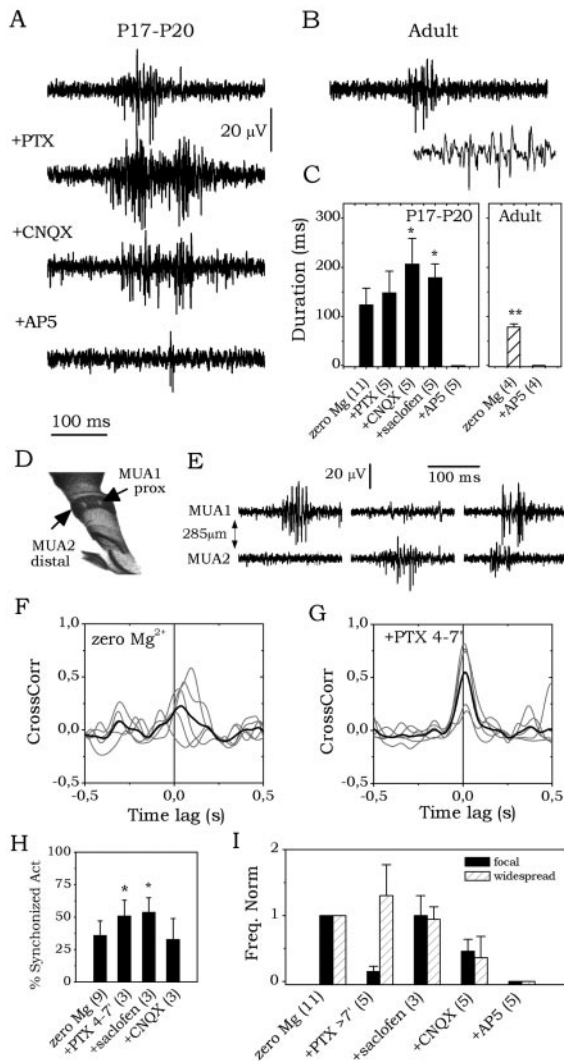 A
P17-P20
+PTX
20 µV
+CNQX
+AP5
100 ms
B
Adult
C
Duration (ms)
300
200
100
0
P17-P20
*
*
zero Mg (11)
+PTX (5)
+CNQX (5)
+saclofen (5)
+AP5 (5)
Adult
**
zero Mg (4)
+AP5 (4)
D
MUA1
prox
MUA2
distal
E
20 µV
100 ms
MUA1
285µm
MUA2
F
zero Mg²⁺
CrossCorr
1,0
0,5
0,0
-0,5
-0,5
0,0
0,5
Time lag (s)
G
+PTX 4-7'
CrossCorr
1,0
0,5
0,0
-0,5
-0,5
0,0
0,5
Time lag (s)
H
% Synchonized Act
100
75
50
25
0
*
*
zero Mg (9)
+PTX 4-7' (3)
+saclofen (3)
+CNQX (3)
I
Freq. Norm
2
1
0
focal
widespread
zero Mg (11)
+PTX >7' (5)
+saclofen (3)
+CNQX (5)
+AP5 (5)